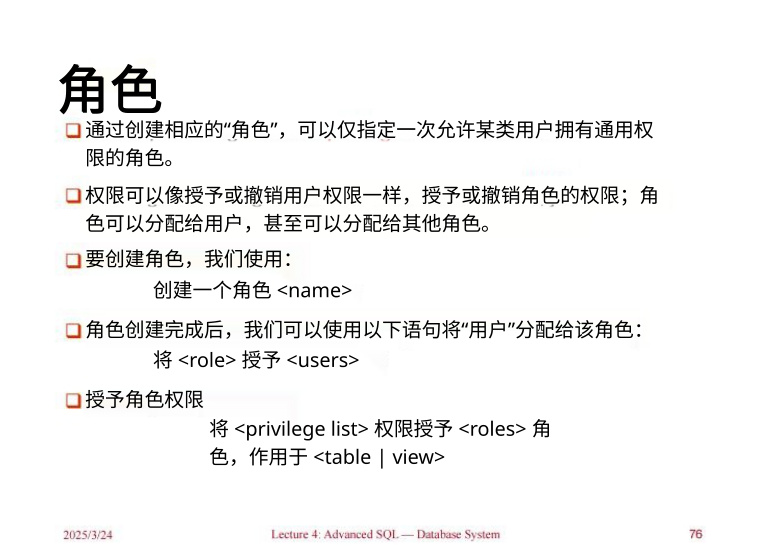 角色
通过创建相应的“角色”，可以仅指定一次允许某类用户拥有通用权
限的角色。
权限可以像授予或撤销用户权限一样，授予或撤销角色的权限；角
色可以分配给用户，甚至可以分配给其他角色。
要创建角色，我们使用：
创建一个角色 <name>
角色创建完成后，我们可以使用以下语句将“用户”分配给该角色：
将 <role> 授予 <users>
授予角色权限
将 <privilege list> 权限授予 <roles> 角
色，作用于 <table | view>
2025/3/24 Lecture 4: Advanced SQL — Database System 76